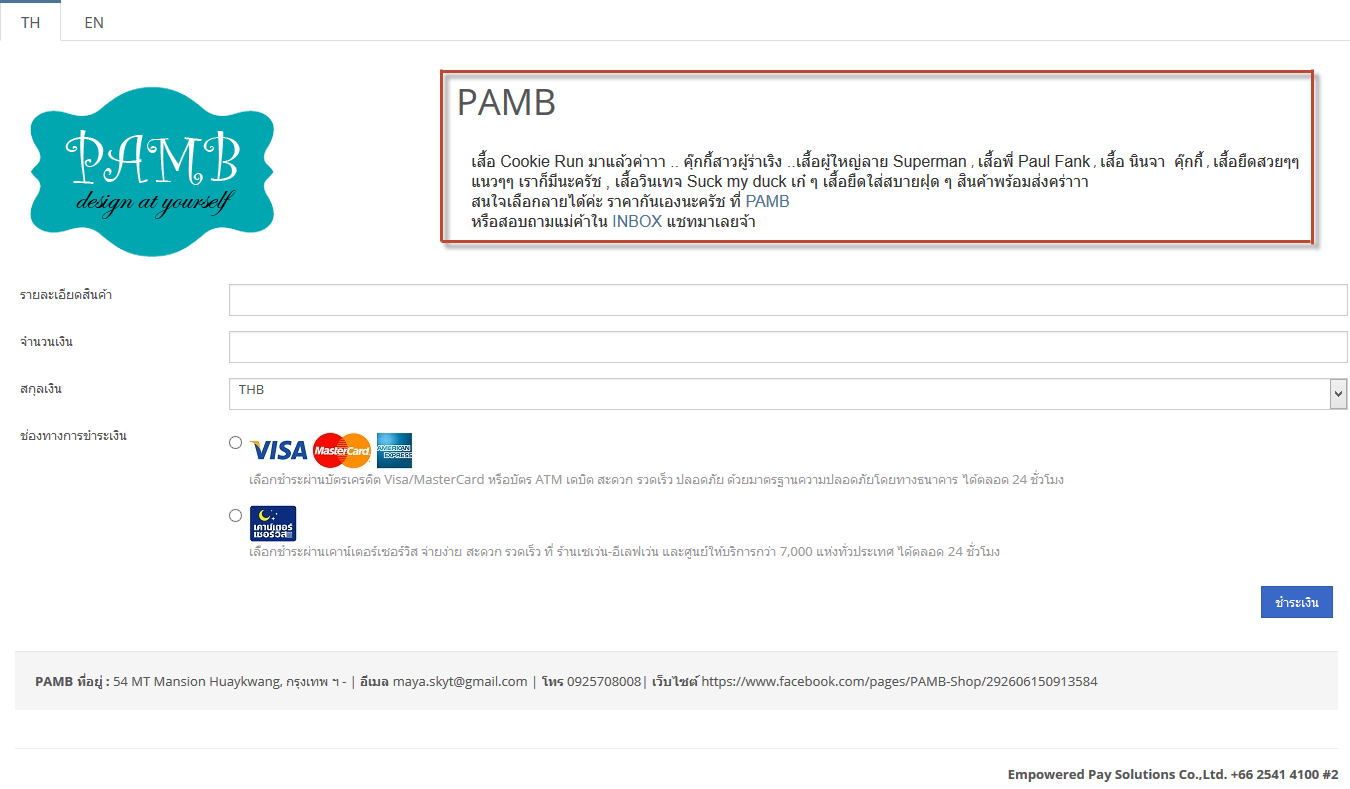 TH EN
PAMB
design at yourself
PAMB
เสื้อ Cookie Run มาแล้วค่าาา .. คุ๊กกี้สาวผู้ร่าเริง ..เสื้อผู้ใหญ่ลาย Superman , เสื้อพี่ Paul Fank , เสื้อ นินจา คุ๊กกี้ , เสื้อยืดสวยๆๆ
แนวๆๆ เราก็มีนะครัช , เสื้อวินเทจ Suck my duck เก๋ ๆ เสื้อยืดใส่สบายฝุด ๆ สินค้าพร้อมส่งคร่าาา
สนใจเลือกลายได้ค่ะ ราคากันเองนะครัช ที่ PAMB
หรือสอบถามแม่ค้าใน INBOX แชทมาเลยจ้า
รายละเอียดสินค้า
จำนวนเงิน
สกุลเงิน THB
ช่องทางการชำระเงิน
VISA MasterCard AMERICAN EXPRESS
เลือกชำระผ่านบัตรเครดิต Visa/MasterCard หรือบัตร ATM เดบิต สะดวก รวดเร็ว ปลอดภัย ด้วยมาตรฐานความปลอดภัยโดยทางธนาคาร ได้ตลอด 24 ชั่วโมง
เคาน์เตอร์
เซอร์วิส
เลือกชำระผ่านเคาน์เตอร์เซอร์วิส จ่ายง่าย สะดวก รวดเร็ว ที่ ร้านเซเว่น-อีเลฟเว่น และศูนย์ให้บริการกว่า 7,000 แห่งทั่วประเทศ ได้ตลอด 24 ชั่วโมง
ชำระเงิน
PAMB ที่อยู่ : 54 MT Mansion Huaykwang, กรุงเทพ ฯ - | อีเมล maya.skyt@gmail.com | โทร 0925708008| เว็บไซต์ https://www.facebook.com/pages/PAMB-Shop/292606150913584
Empowered Pay Solutions Co.,Ltd. +66 2541 4100 #2